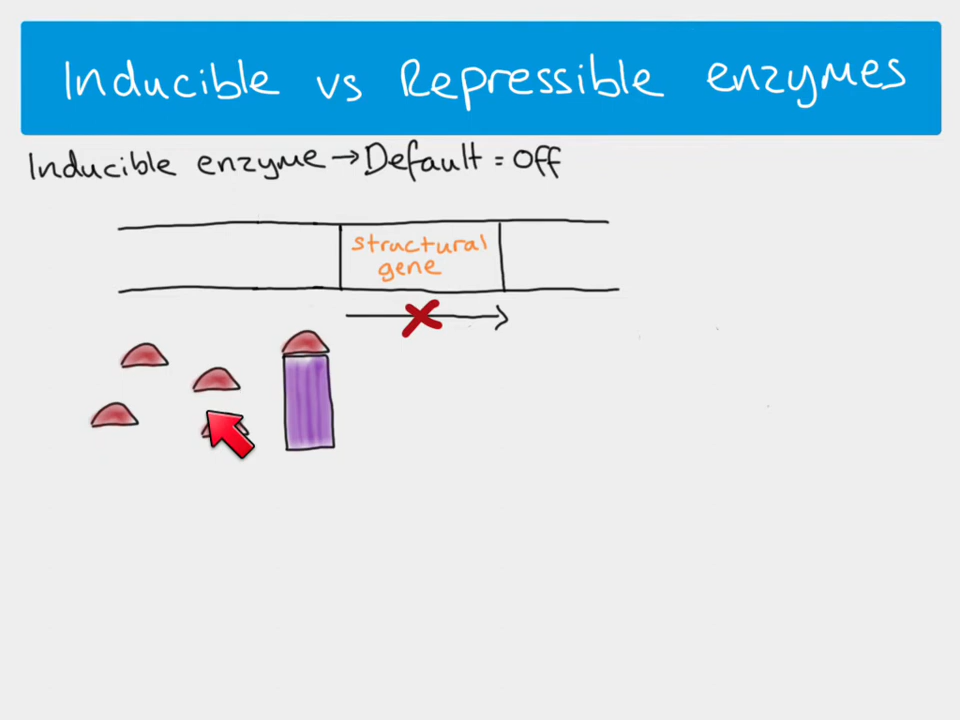 Inducible vs Repressible enzymes
Inducible enzyme → Default = Off
structural
gene